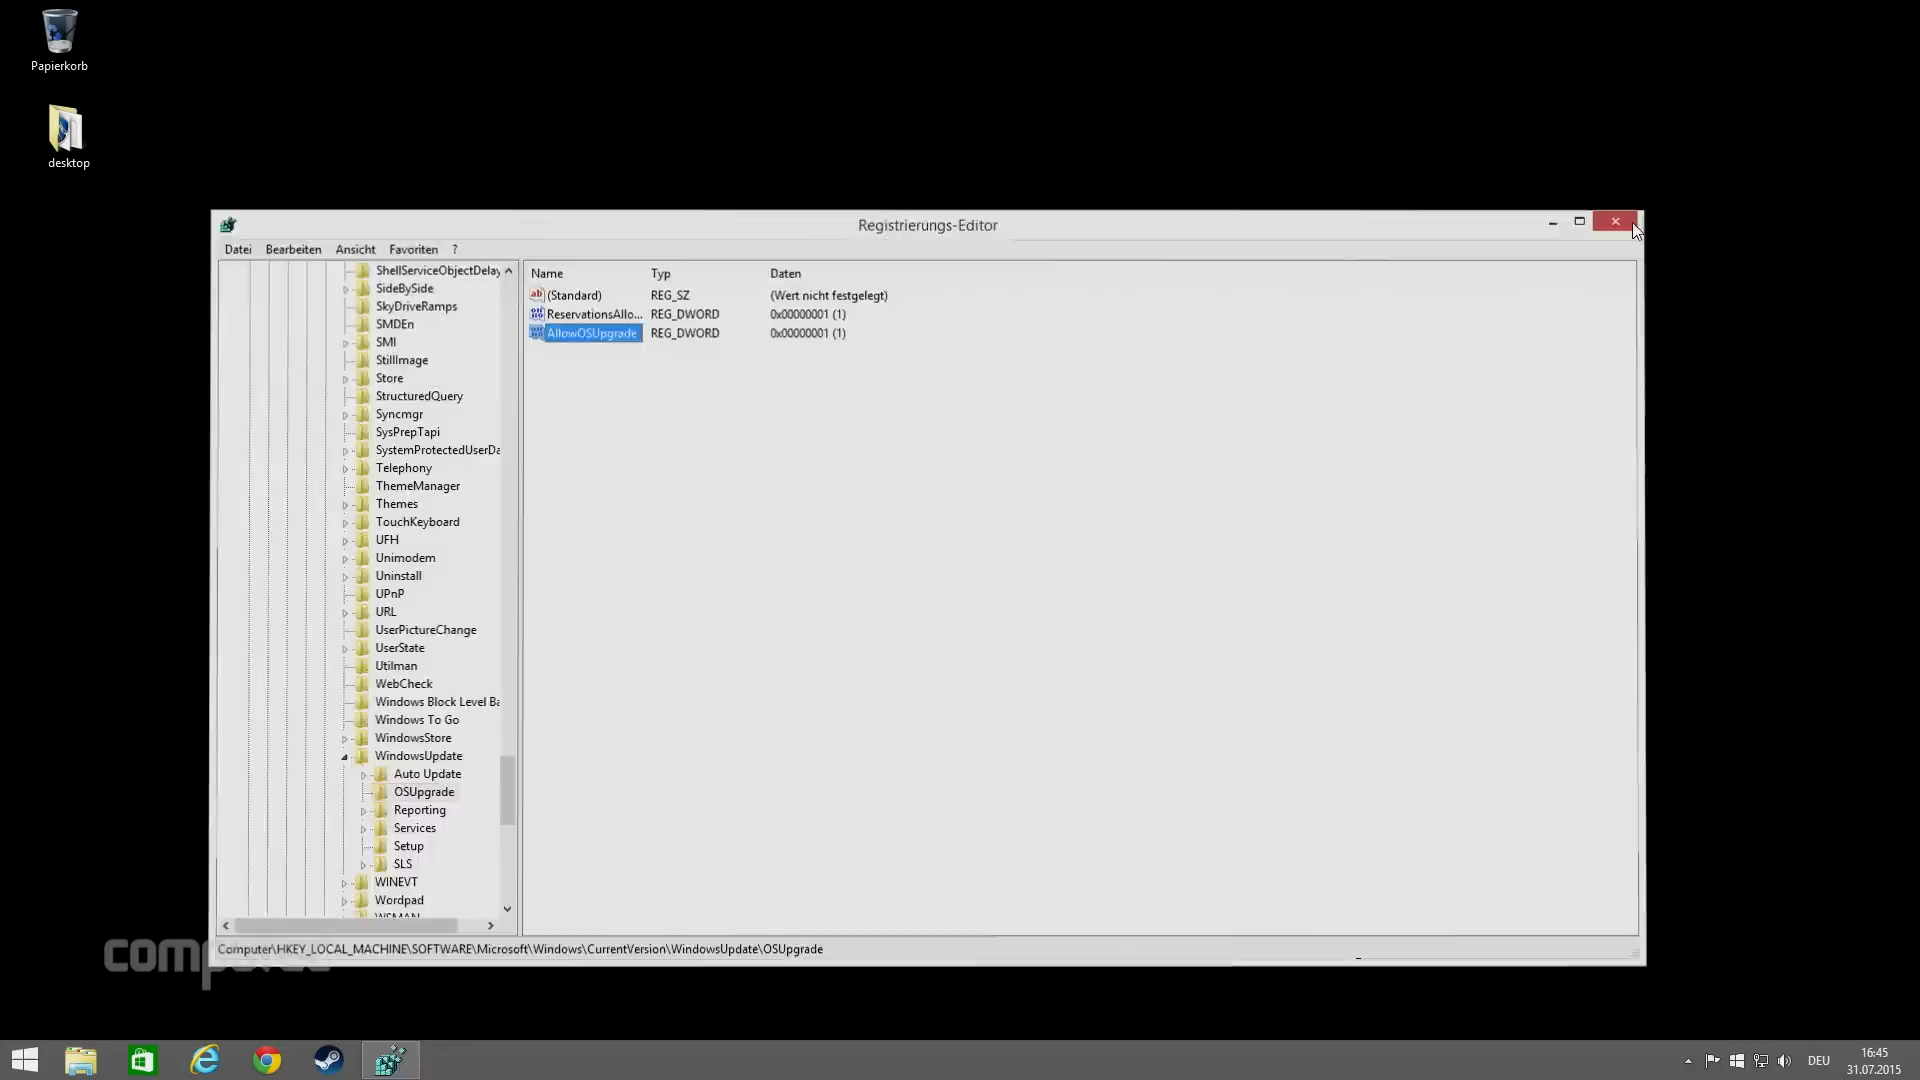 Papierkorb
desktop
Registrierungs-Editor
Datei Bearbeiten Ansicht Favoriten ?
ShellServiceObjectDelay
SideBySide
SkyDriveRamps
SMDEn
SMI
StillImage
Store
StructuredQuery
Syncmgr
SysPrepTapi
SystemProtectedUserDa
Telephony
ThemeManager
Themes
TouchKeyboard
UFH
Unimodem
Uninstall
UPnP
URL
UserPictureChange
UserState
Utilman
WebCheck
Windows Block Level Ba
Windows To Go
WindowsStore
WindowsUpdate
Auto Update
OSUpgrade
Reporting
Services
Setup
SLS
WINEVT
Wordpad
WSMAN
Name Typ Daten
(Standard) REG_SZ (Wert nicht festgelegt)
ReservationsAllo... REG_DWORD 0x00000001 (1)
AllowOSUpgrade REG_DWORD 0x00000001 (1)
Computer\HKEY_LOCAL_MACHINE\SOFTWARE\Microsoft\Windows\CurrentVersion\WindowsUpdate\OSUpgrade
DEU
16:45
31.07.2015